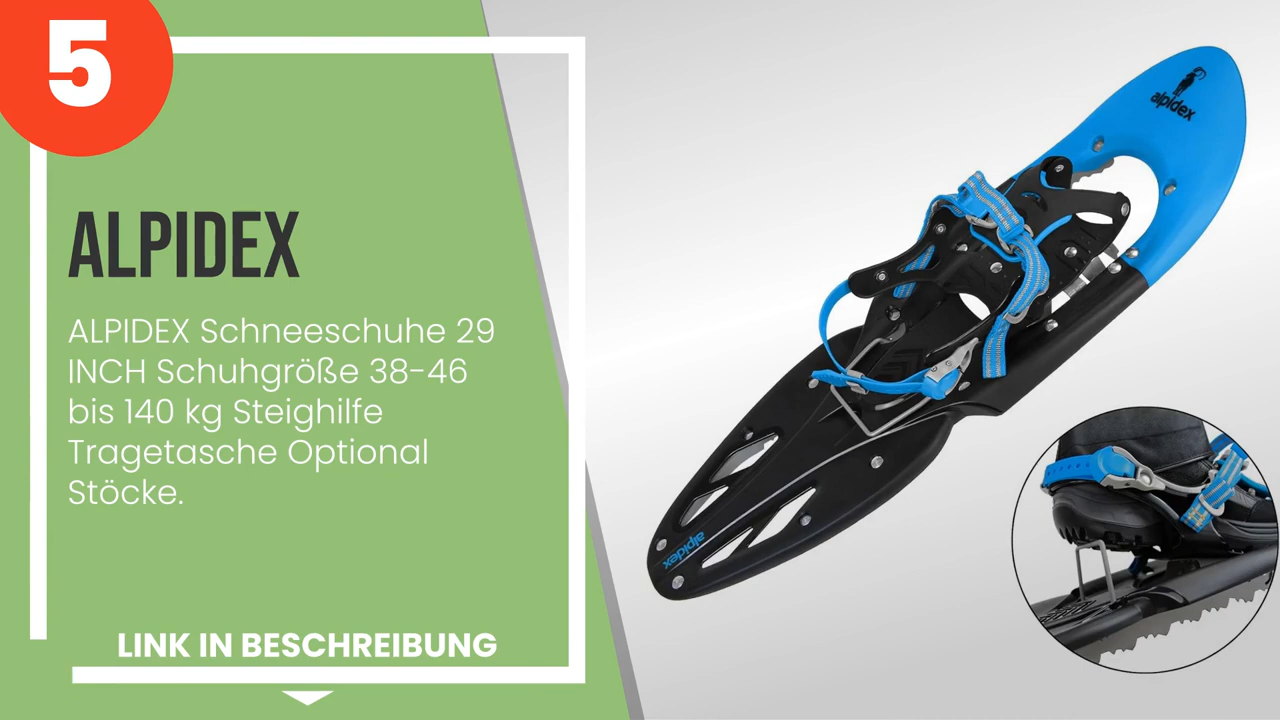 5
ALPIDEX
ALPIDEX Schneeschuhe 29
INCH Schuhgröße 38-46
bis 140 kg Steighilfe
Tragetasche Optional
Stöcke.
LINK IN BESCHREIBUNG
alpidex
alpidex